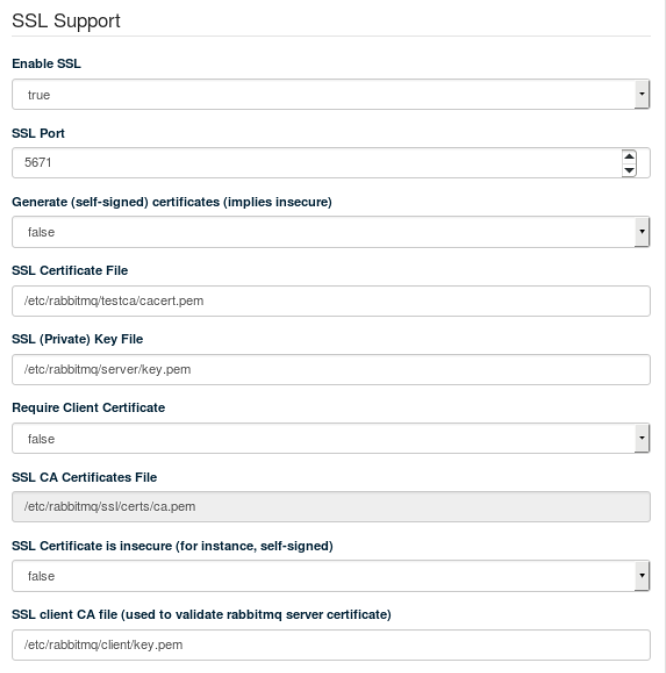 SSL Support
Enable SSL
true
SSL Port
5671
Generate (self-signed) certificates (implies insecure)
false
SSL Certificate File
/etc/rabbitmq/testca/cacert.pem
SSL (Private) Key File
/etc/rabbitmq/server/key.pem
Require Client Certificate
false
SSL CA Certificates File
/etc/rabbitmq/ssl/certs/ca.pem
SSL Certificate is insecure (for instance, self-signed)
false
SSL client CA file (used to validate rabbitmq server certificate)
/etc/rabbitmq/client/key.pem